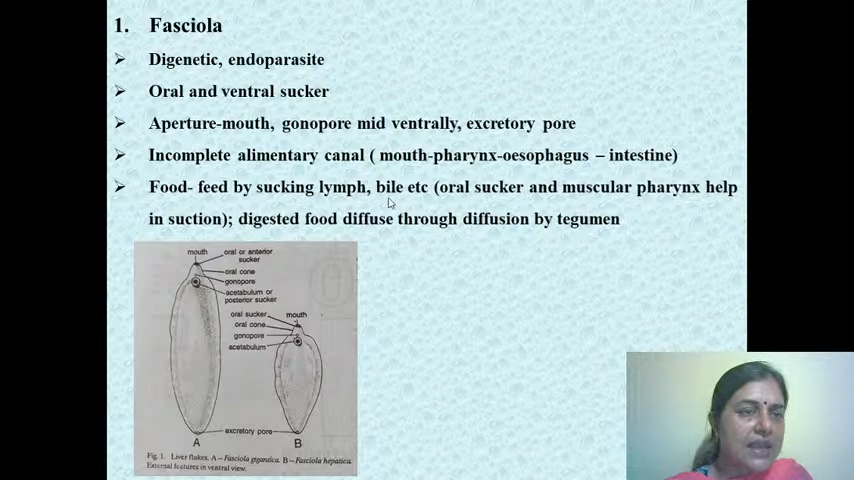 1. Fasciola
➢ Digenetic, endoparasite
➢ Oral and ventral sucker
➢ Aperture-mouth, gonopore mid ventrally, excretory pore
➢ Incomplete alimentary canal ( mouth-pharynx-oesophagus – intestine)
➢ Food- feed by sucking lymph, bile etc (oral sucker and muscular pharynx help
in suction); digested food diffuse through diffusion by tegumen
mouth
oral or anterior
sucker
oral cone
gonopore
acetabulum or
posterior sucker
oral sucker
mouth
oral cone
gonopore
acetabulum
excretory pore
A
B
Fig. 1. Liver flukes. A – Fasciola gigantica. B – Fasciola hepatica.
External features in ventral view.